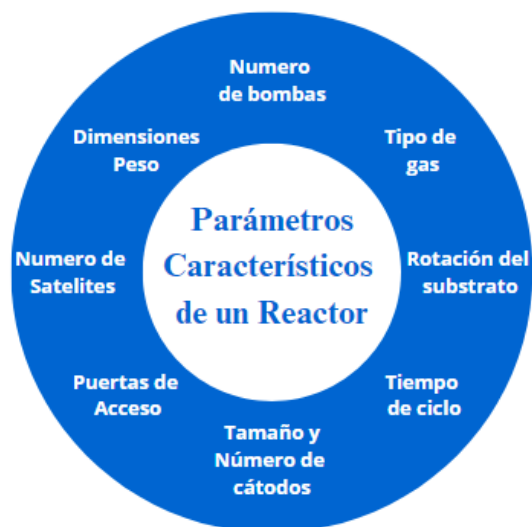 Numero
de bombas
Dimensiones
Peso
Tipo de
gas
Parámetros
Característicos
de un Reactor
Numero de
Satelites
Rotación del
substrato
Puertas de
Acceso
Tiempo
de ciclo
Tamaño y
Número de
cátodos